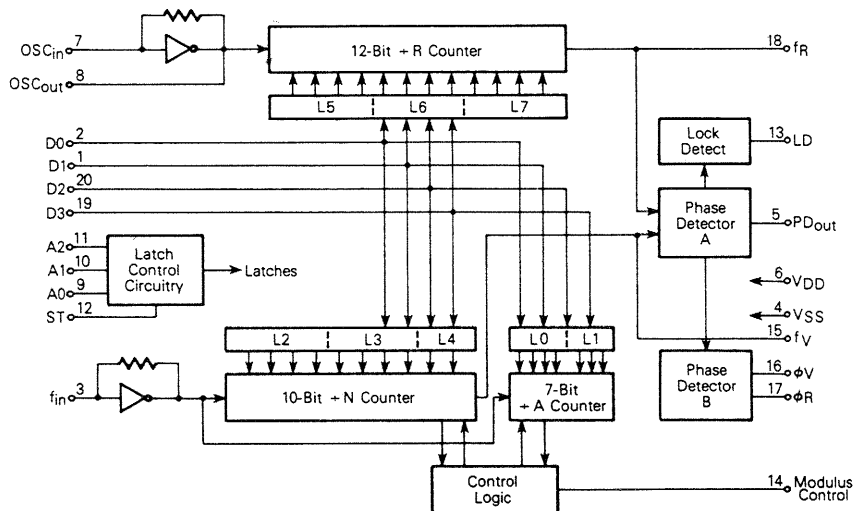 7
OSCin
8
OSCout
12-Bit ÷ R Counter
18 fR
L5 L6 L7
D0 2
D1 1
D2 20
D3 19
Lock
Detect
13 LD
Phase
Detector
A
5 PDout
A2 11
A1 10
A0 9
ST 12
Latch
Control
Circuitry
Latches
6 VDD
4 VSS
15 fV
L2 L3 L4
L0 L1
fin 3
10-Bit ÷ N Counter
7-Bit
÷ A Counter
Phase
Detector
B
16 ϕV
17 ϕR
Control
Logic
14 Modulus
Control